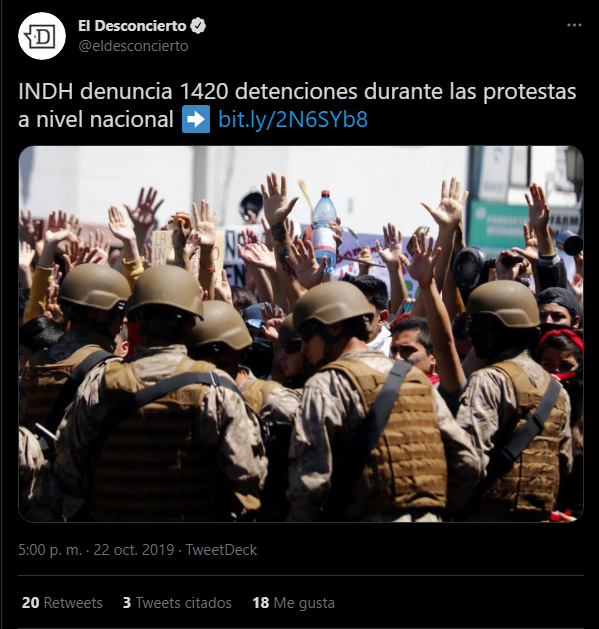 El Desconcierto
@eldesconcierto
INDH denuncia 1420 detenciones durante las protestas
a nivel nacional ➡ bit.ly/2N6SYb8
5:00 p. m. · 22 oct. 2019 · TweetDeck
20 Retweets 3 Tweets citados 18 Me gusta